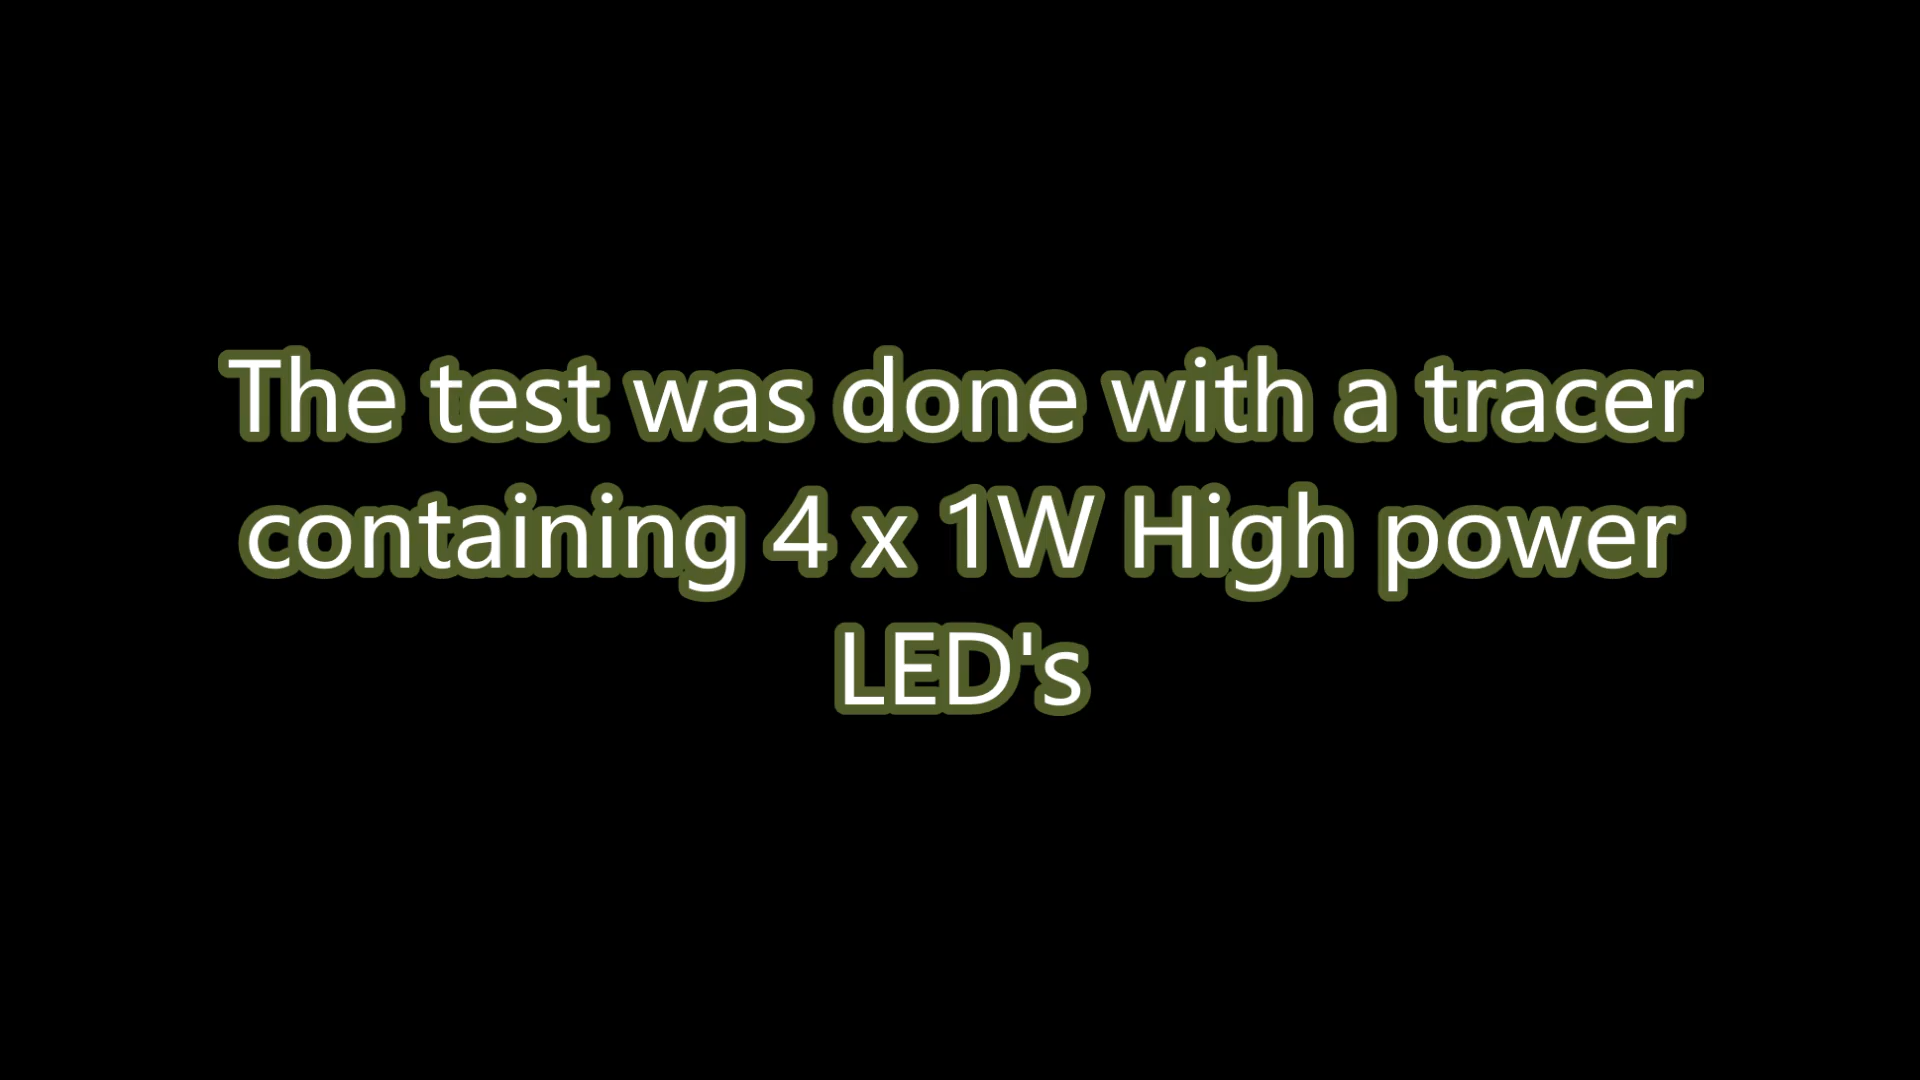 The test was done with a tracer
containing 4 x 1W High power
LED's